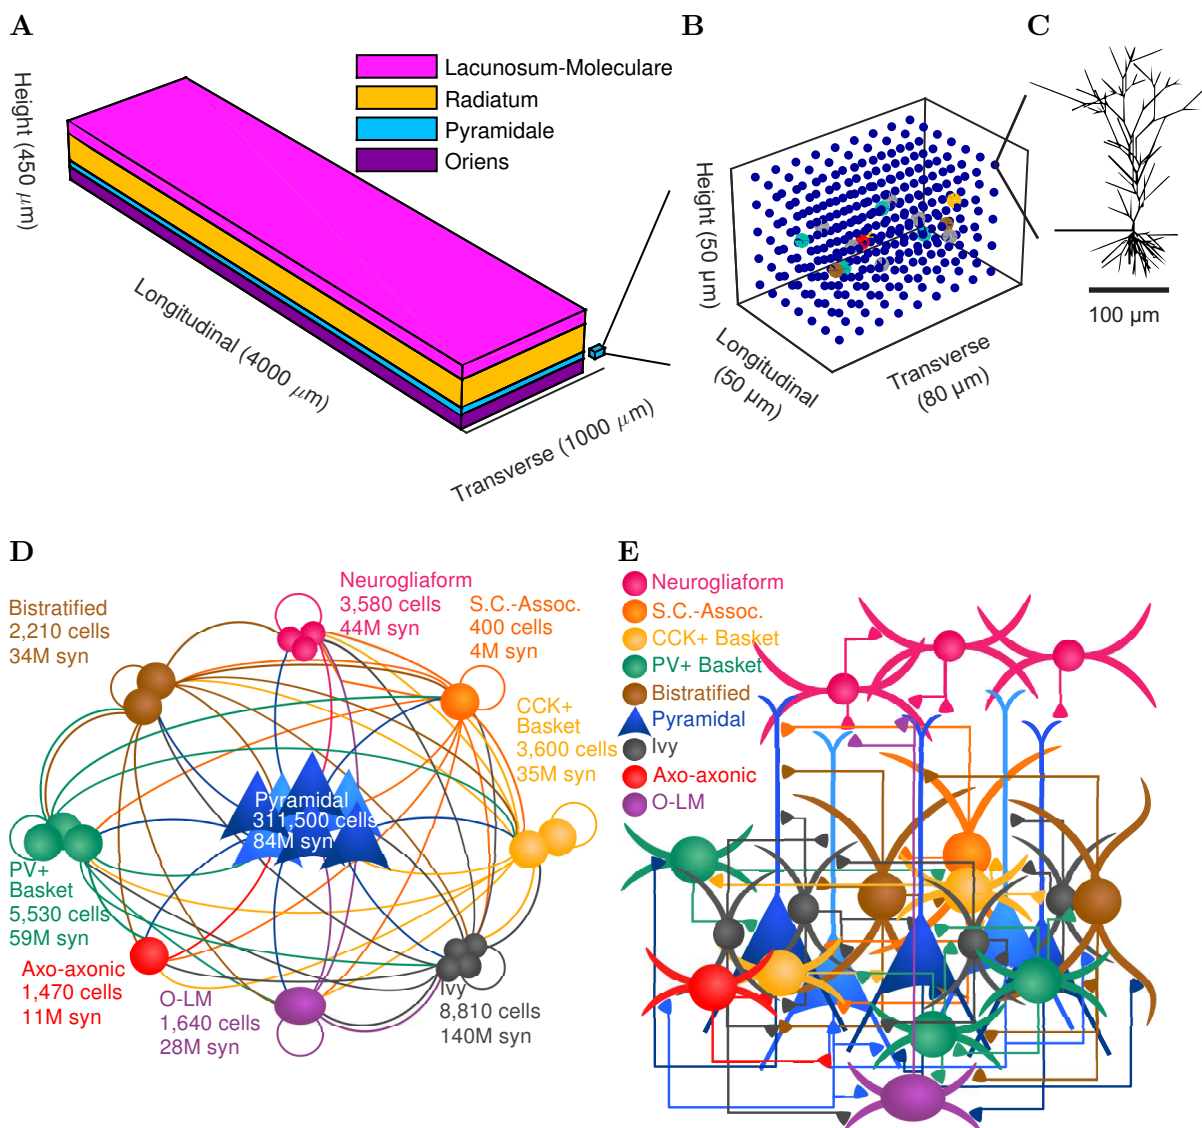 A
Height (450 μm)
Lacunosum-Moleculare
Radiatum
Pyramidale
Oriens
Longitudinal (4000 μm)
Transverse (1000 μm)
B
Height (50 μm)
Longitudinal
(50 μm)
Transverse
(80 μm)
C
100 μm
D
Neurogliaform
3,580 cells
44M syn
S.C.-Assoc.
400 cells
4M syn
Bistratified
2,210 cells
34M syn
CCK+
Basket
3,600 cells
35M syn
Pyramidal
311,500 cells
84M syn
PV+
Basket
5,530 cells
59M syn
Axo-axonic
1,470 cells
11M syn
O-LM
1,640 cells
28M syn
Ivy
8,810 cells
140M syn
E
Neurogliaform
S.C.-Assoc.
CCK+ Basket
PV+ Basket
Bistratified
Pyramidal
Ivy
Axo-axonic
O-LM